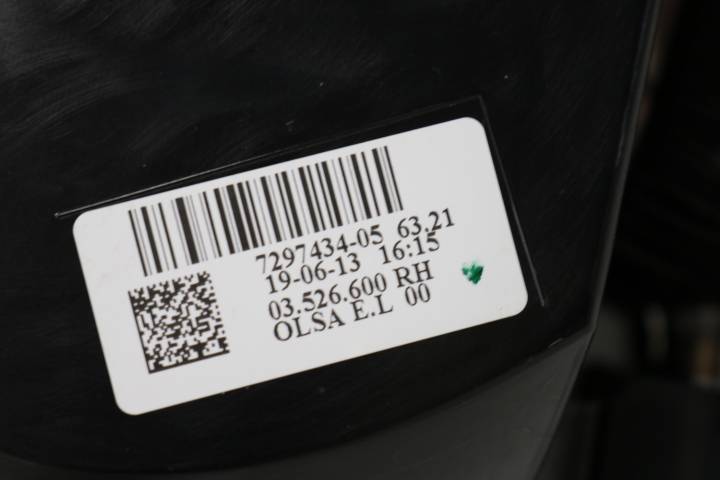 7297434-05 63.21
19-06-13 16:15
03.526.600 RH
OLSA E.L 00